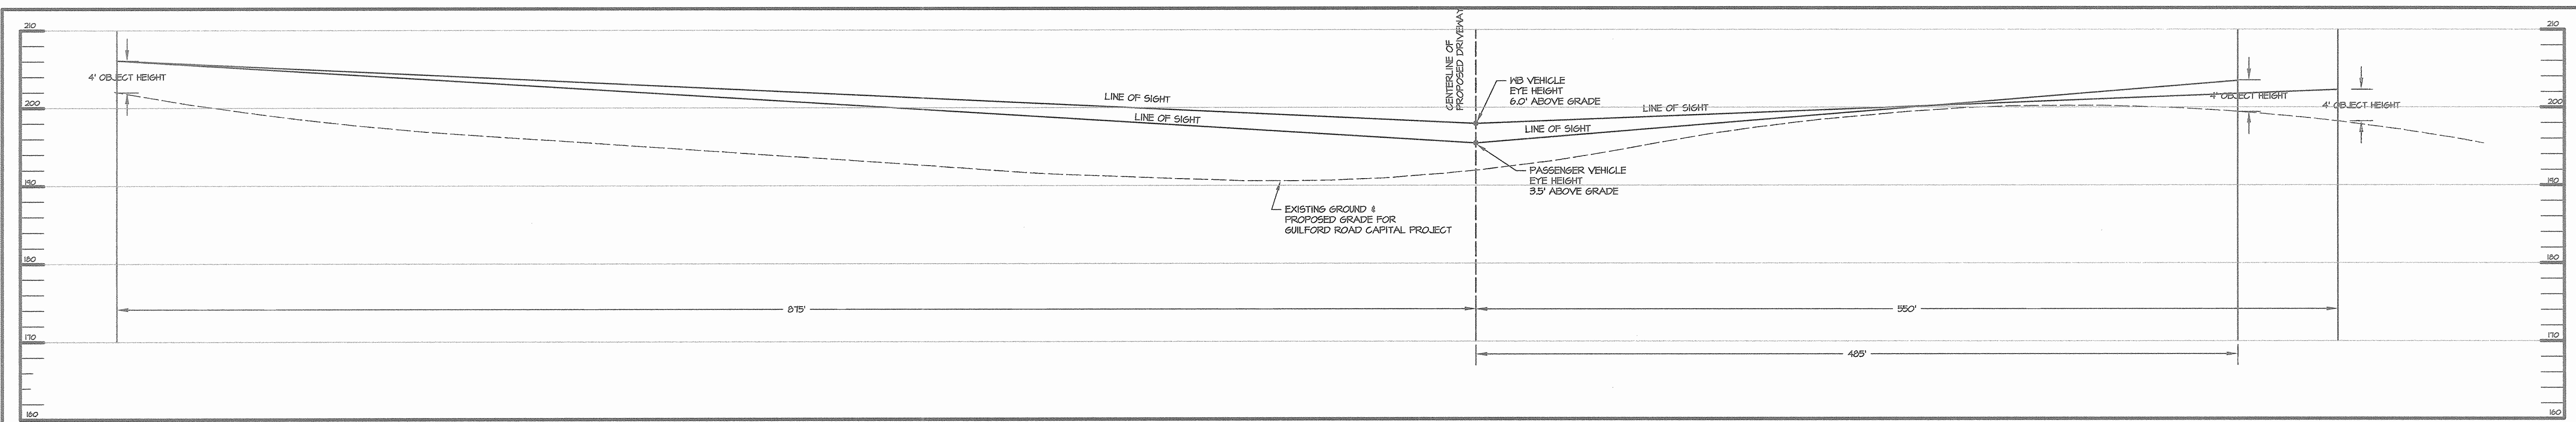 210
200
190
180
170
160
4' OBJECT HEIGHT
LINE OF SIGHT
LINE OF SIGHT
CENTERLINE OF
PROPOSED DRIVEWAY
WB VEHICLE
EYE HEIGHT
6.0' ABOVE GRADE
LINE OF SIGHT
LINE OF SIGHT
PASSENGER VEHICLE
EYE HEIGHT
3.5' ABOVE GRADE
EXISTING GROUND &
PROPOSED GRADE FOR
GUILFORD ROAD CAPITAL PROJECT
4' OBJECT HEIGHT
4' OBJECT HEIGHT
875'
550'
485'
210
200
190
180
170
160